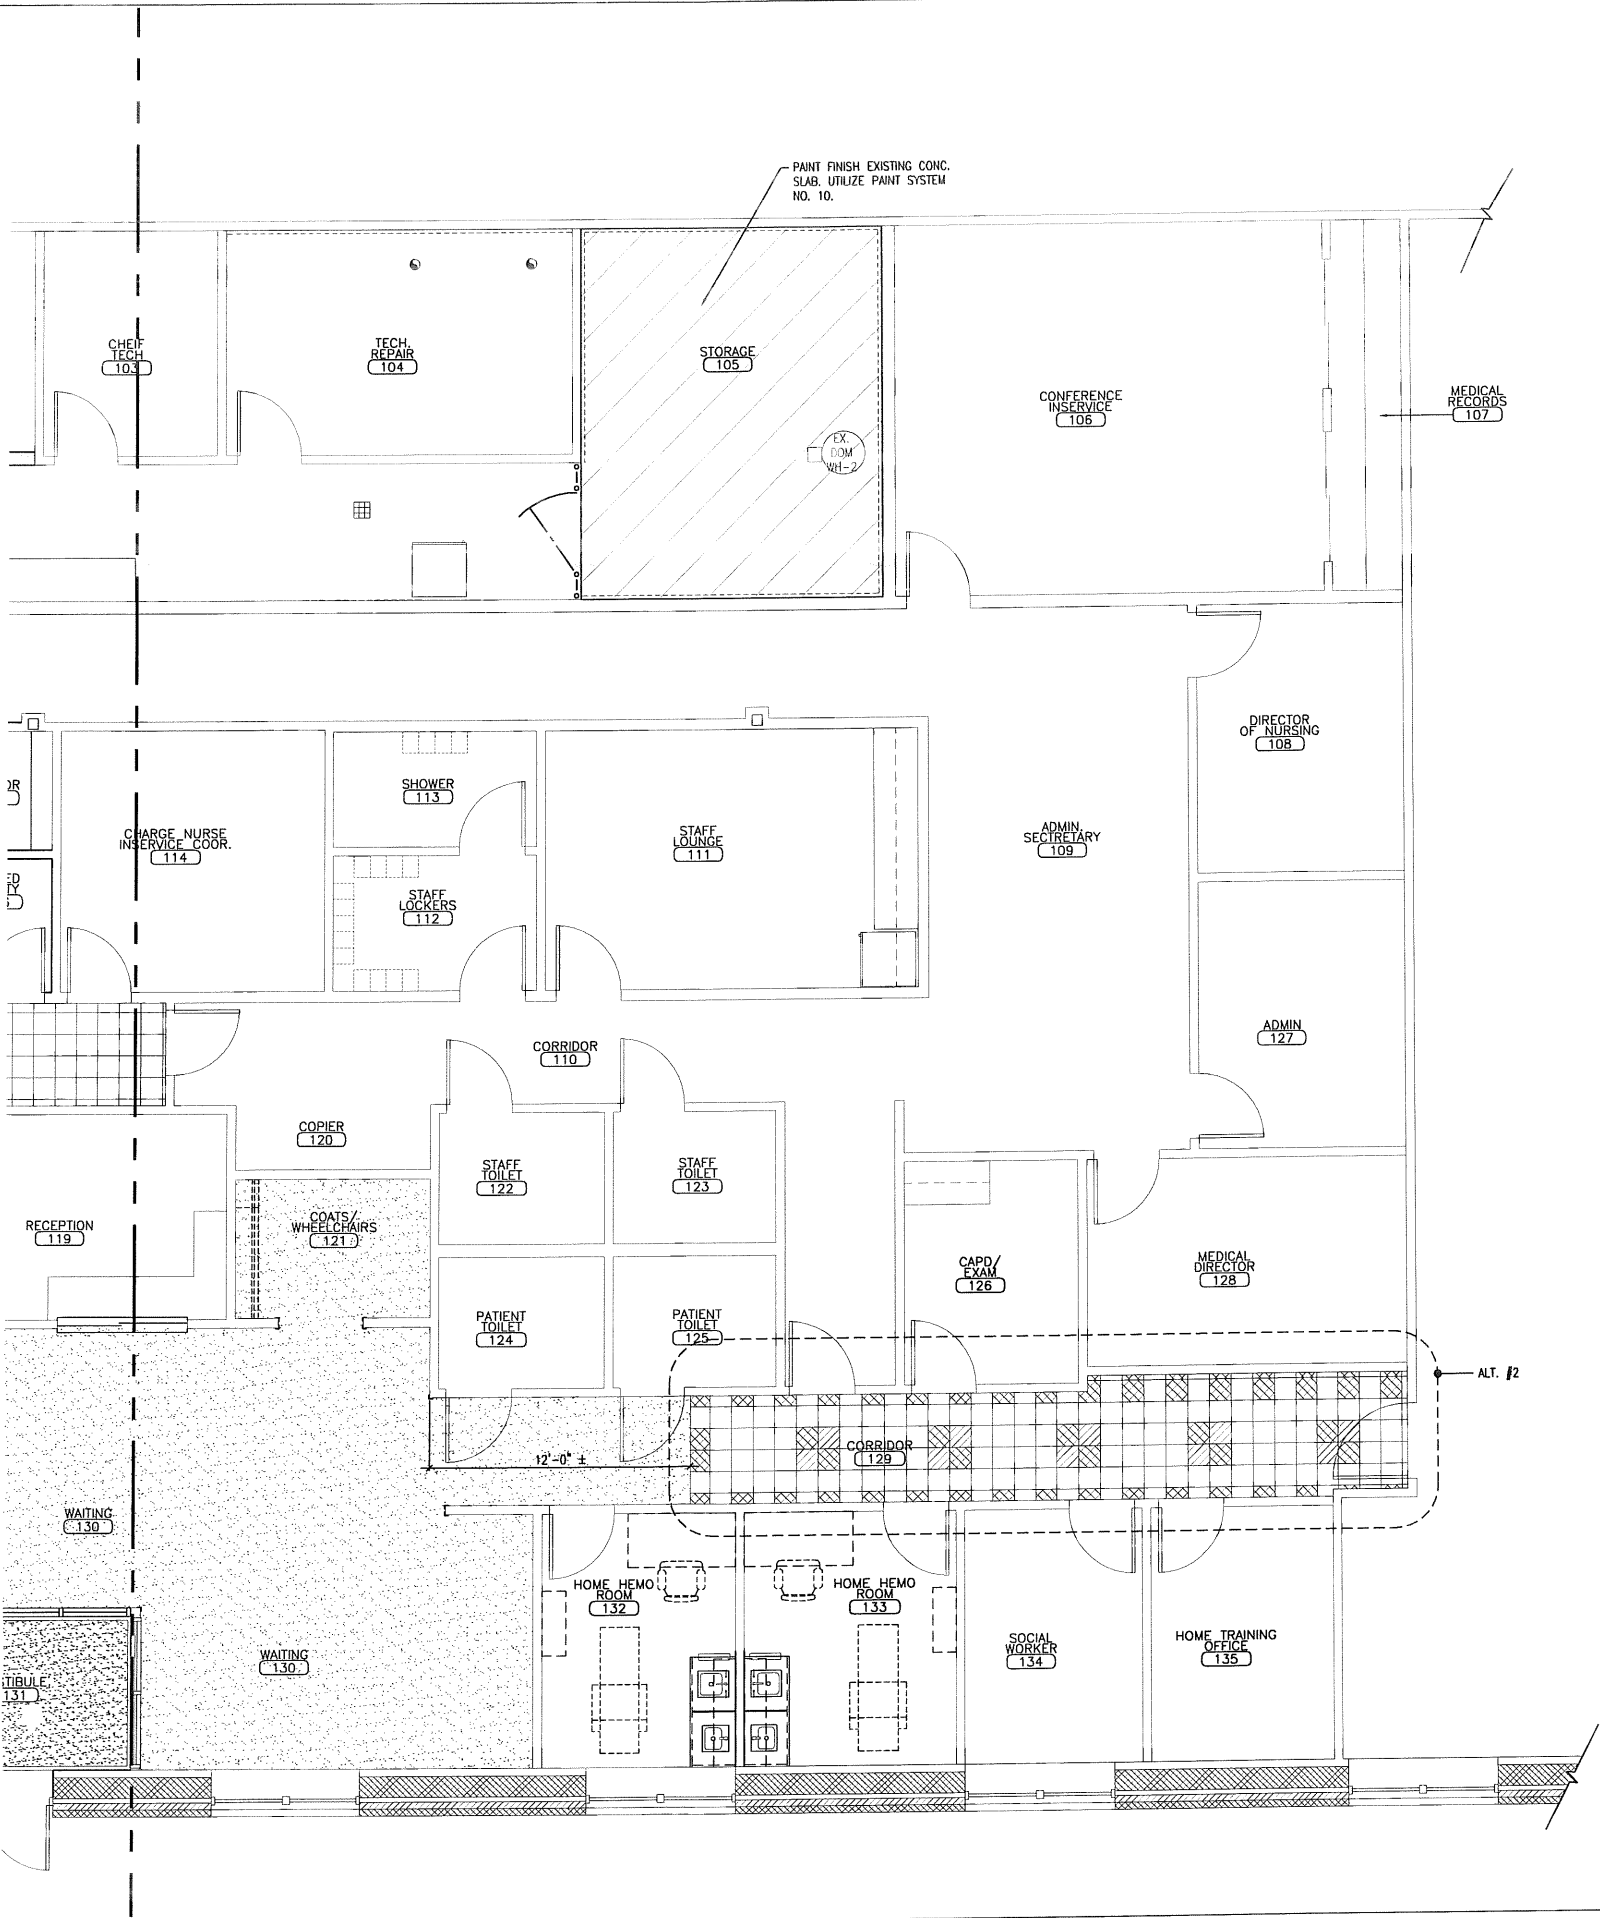 PAINT FINISH EXISTING CONC.
SLAB. UTILIZE PAINT SYSTEM
NO. 10.
CHEIF
TECH
103
TECH.
REPAIR
104
STORAGE
105
EX.
DOM
WH-2
CONFERENCE
INSERVICE
106
MEDICAL
RECORDS
107
DIRECTOR
OF NURSING
108
OR
SHOWER
113
CHARGE NURSE
INSERVICE COOR.
114
STAFF
LOUNGE
111
ADMIN.
SECTRETARY
109
ED
TY
STAFF
LOCKERS
112
ADMIN
127
CORRIDOR
110
COPIER
120
STAFF
TOILET
122
STAFF
TOILET
123
RECEPTION
119
COATS/
WHEELCHAIRS
121
CAPD/
EXAM
126
MEDICAL
DIRECTOR
128
PATIENT
TOILET
124
PATIENT
TOILET
125
ALT. #2
CORRIDOR
129
12'-0" ±
WAITING
130
HOME HEMO
ROOM
132
HOME HEMO
ROOM
133
WAITING
130
SOCIAL
WORKER
134
HOME TRAINING
OFFICE
135
TIBULE
131